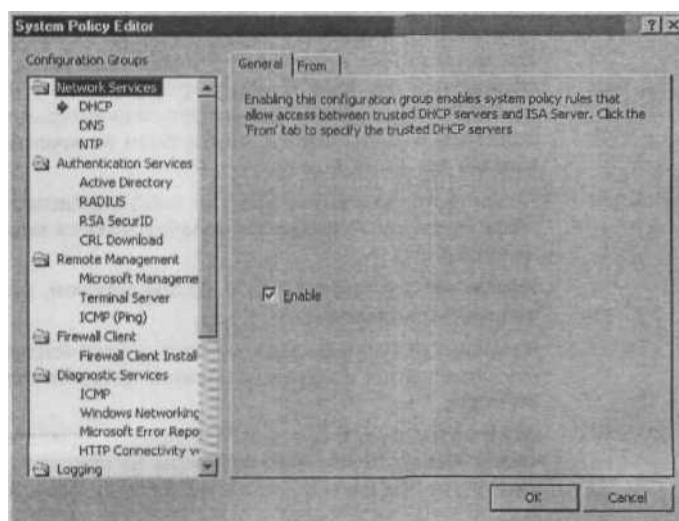 System Policy Editor
Configuration Groups
Network Services
DHCP
DNS
NTP
Authentication Services
Active Directory
RADIUS
RSA SecurID
CRL Download
Remote Management
Microsoft Manageme
Terminal Server
ICMP (Ping)
Firewall Client
Firewall Client Instal
Diagnostic Services
ICMP
Windows Networking
Microsoft Error Repo
HTTP Connectivity v
Logging
General
From
Enabling this configuration group enables system policy rules that
allow access between trusted DHCP servers and ISA Server. Click the
'From' tab to specify the trusted DHCP servers
Enable
OK
Cancel